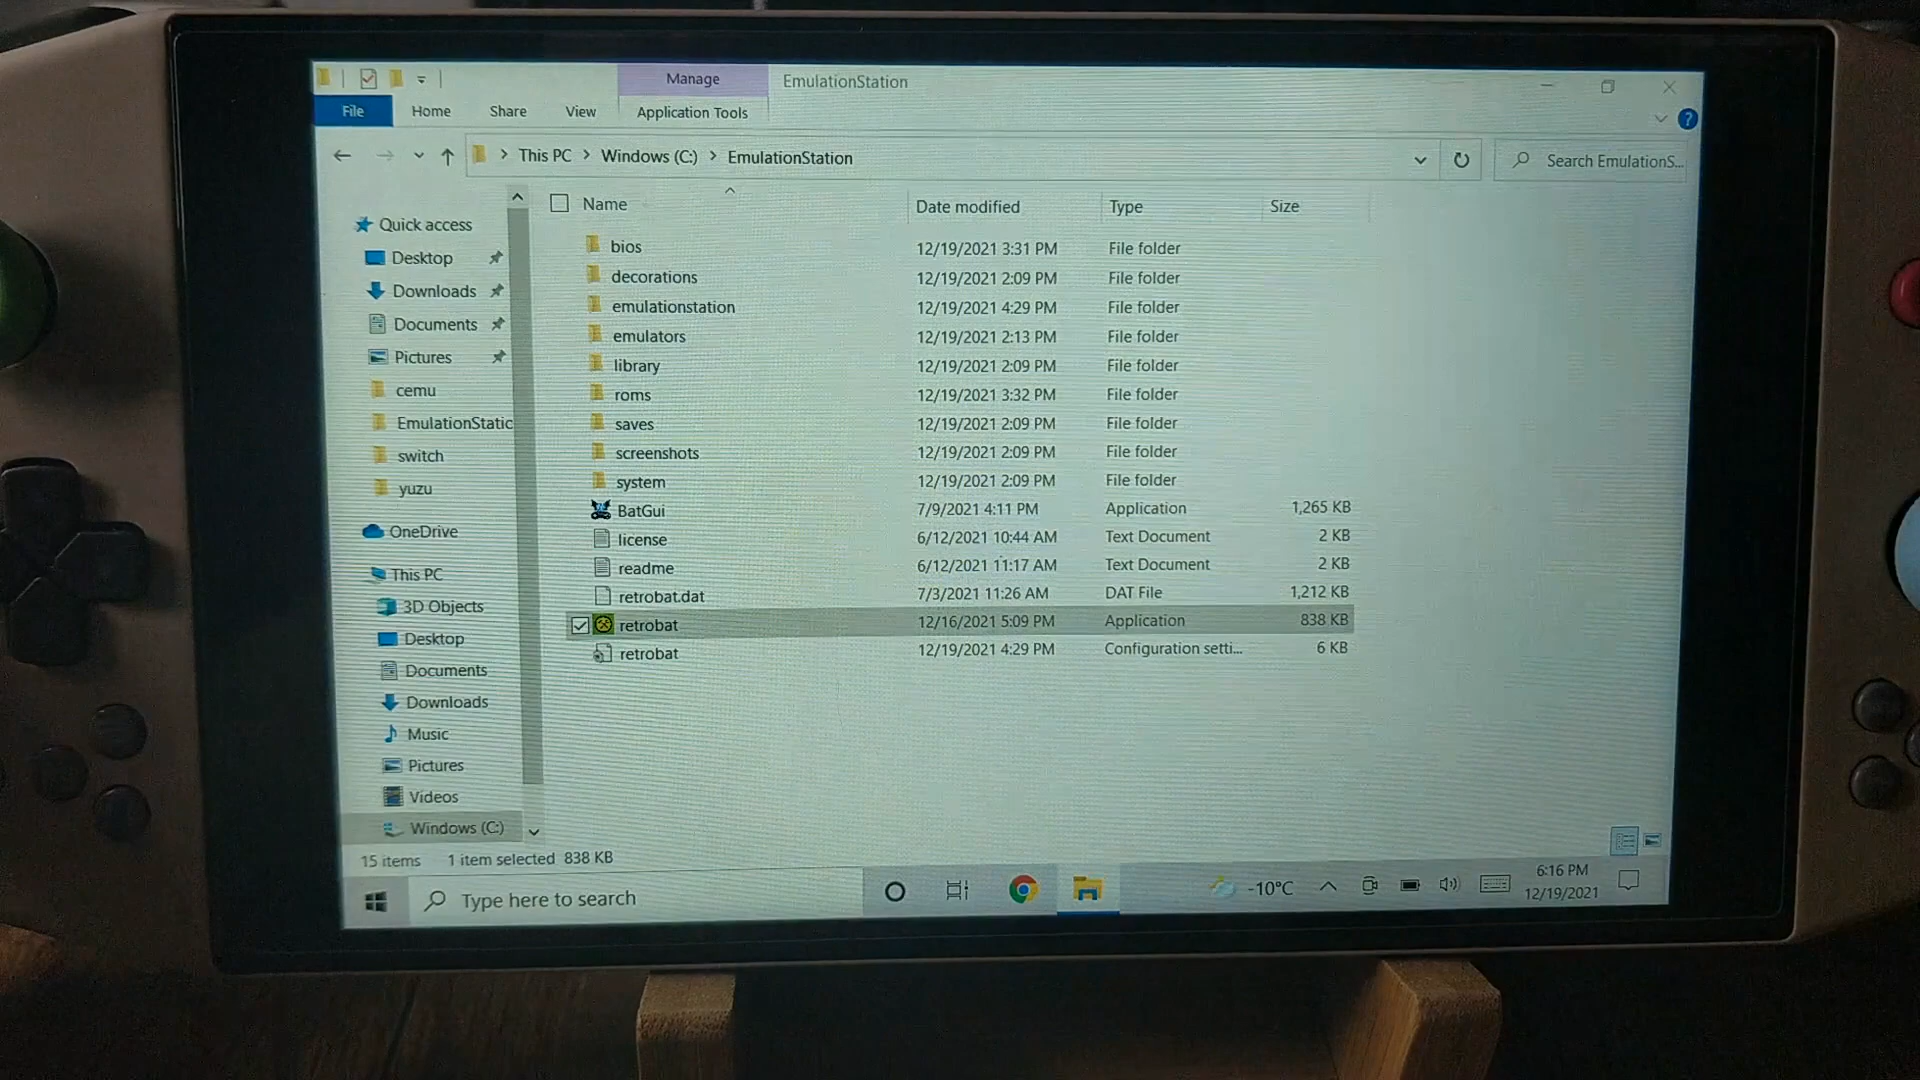 Manage
EmulationStation
File
Home
Share
View
Application Tools
?
This PC > Windows (C:) > EmulationStation
Search EmulationS...
Name
Date modified
Type
Size
bios 12/19/2021 3:31 PM File folder
decorations 12/19/2021 2:09 PM File folder
emulationstation 12/19/2021 4:29 PM File folder
emulators 12/19/2021 2:13 PM File folder
library 12/19/2021 2:09 PM File folder
roms 12/19/2021 3:32 PM File folder
saves 12/19/2021 2:09 PM File folder
screenshots 12/19/2021 2:09 PM File folder
system 12/19/2021 2:09 PM File folder
BatGui 7/9/2021 4:11 PM Application 1,265 KB
license 6/12/2021 10:44 AM Text Document 2 KB
readme 6/12/2021 11:17 AM Text Document 2 KB
retrobat.dat 7/3/2021 11:26 AM DAT File 1,212 KB
retrobat 12/16/2021 5:09 PM Application 838 KB
retrobat 12/19/2021 4:29 PM Configuration setti... 6 KB
Quick access
Desktop
Downloads
Documents
Pictures
cemu
EmulationStatic
switch
yuzu
OneDrive
This PC
3D Objects
Desktop
Documents
Downloads
Music
Pictures
Videos
Windows (C:)
15 items 1 item selected 838 KB
Type here to search
-10°C
6:16 PM
12/19/2021